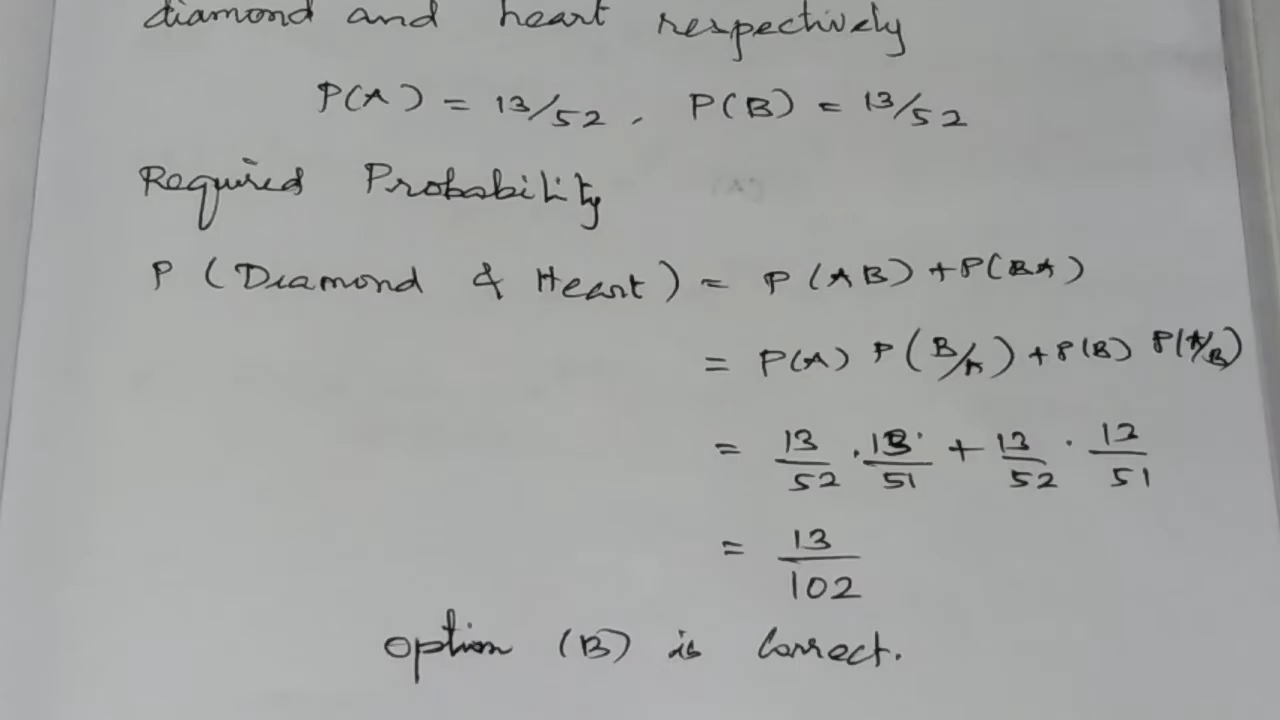 diamond and heart respectively
P(A) = 13/52, P(B) = 13/52
Required Probability
P (Diamond & Heart) = P(AB) + P(BA)
= P(A) P(B/A) + P(B) P(A/B)
= 13/52 · 13/51 + 13/52 · 13/51
= 13/102
option (B) is correct.